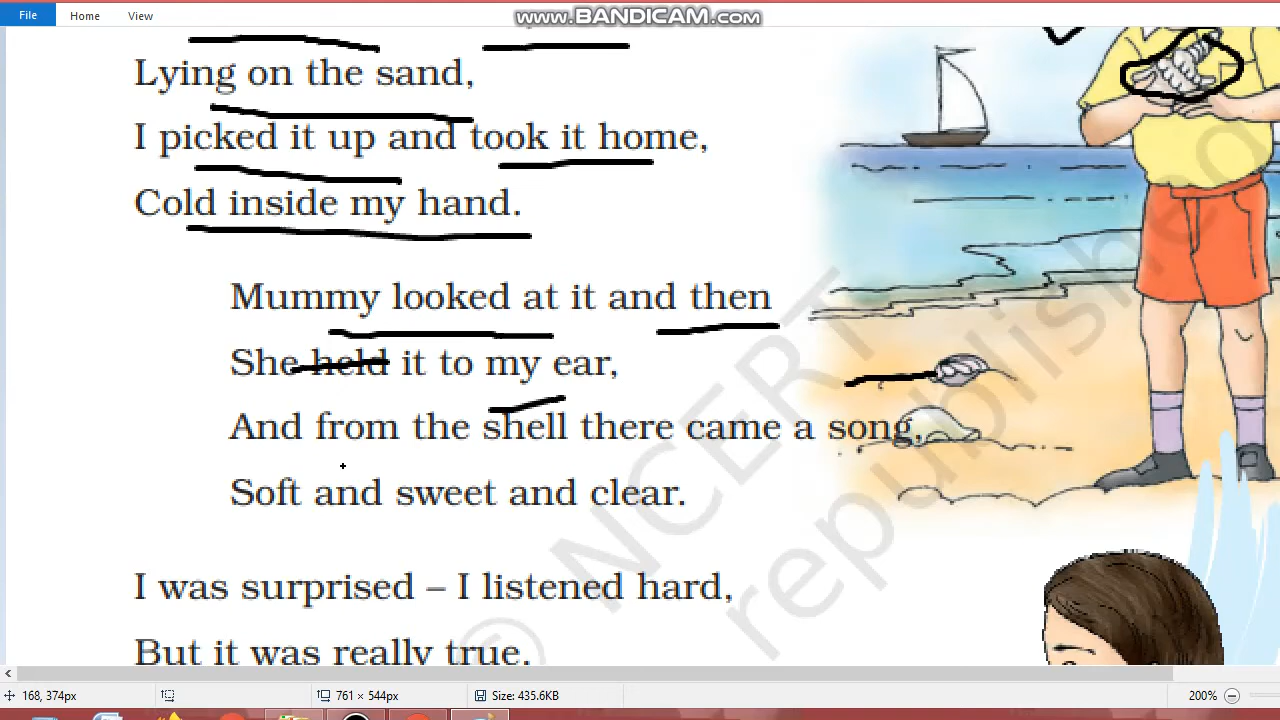 www.BANDICAM.com
File Home View
Lying on the sand,
I picked it up and took it home,
Cold inside my hand.
Mummy looked at it and then
She held it to my ear,
And from the shell there came a song,
Soft and sweet and clear.
I was surprised – I listened hard,
But it was really true.
© NCERT
republished
168, 374px 761 × 544px Size: 435.6KB 200%